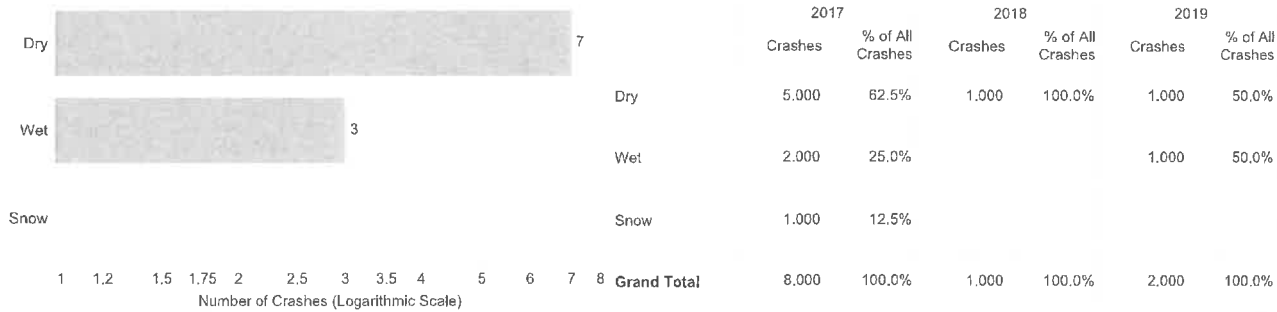 Dry 7
Wet 3
Snow
1 1.2 1.5 1.75 2 2.5 3 3.5 4 5 6 7 8
Number of Crashes (Logarithmic Scale)
2017 2018 2019
Crashes % of All Crashes Crashes % of All Crashes Crashes % of All Crashes
Dry 5.000 62.5% 1.000 100.0% 1.000 50.0%
Wet 2.000 25.0% 1.000 50.0%
Snow 1.000 12.5%
Grand Total 8.000 100.0% 1.000 100.0% 2.000 100.0%